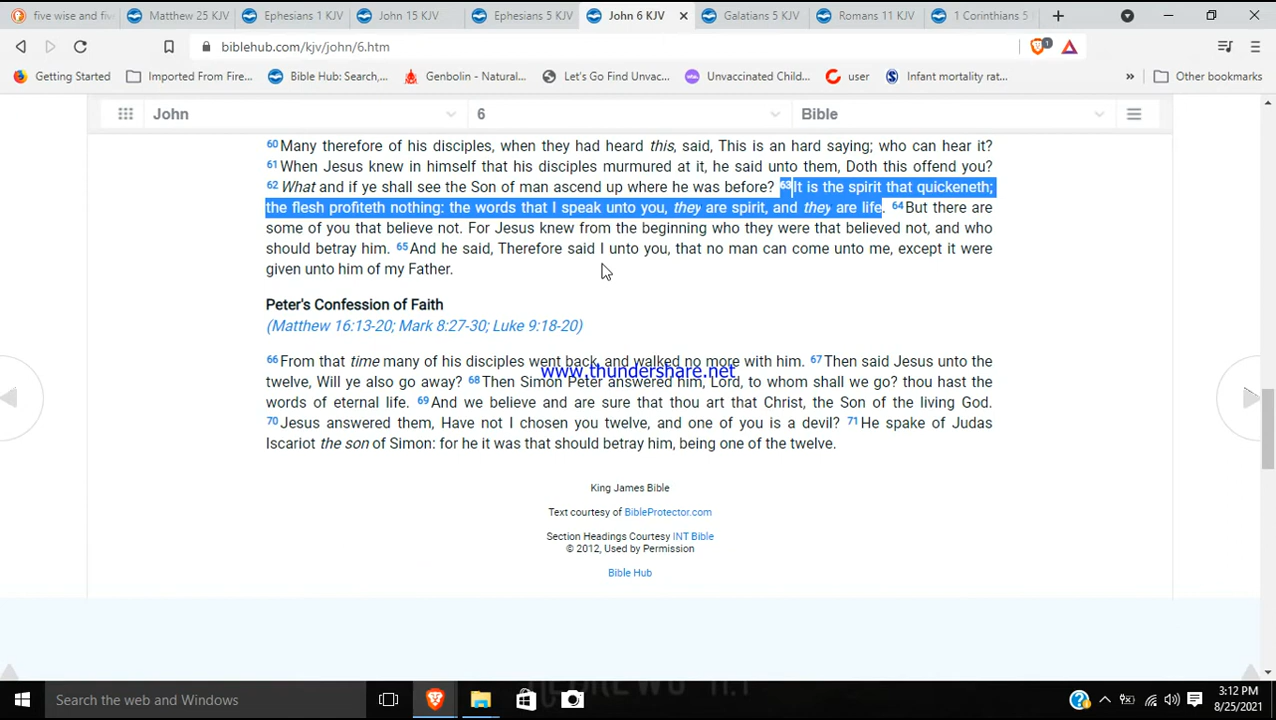 five wise and fiv
Matthew 25 KJV
Ephesians 1 KJV
John 15 KJV
Ephesians 5 KJV
John 6 KJV
Galatians 5 KJV
Romans 11 KJV
1 Corinthians 5
biblehub.com/kjv/john/6.htm
1
Getting Started
Imported From Fire...
Bible Hub: Search,...
Genbolin - Natural...
Let's Go Find Unvac...
Unvaccinated Child...
user
Infant mortality rat...
»
Other bookmarks
John
6
Bible
60 Many therefore of his disciples, when they had heard this, said, This is an hard saying; who can hear it?
61 When Jesus knew in himself that his disciples murmured at it, he said unto them, Doth this offend you?
62 What and if ye shall see the Son of man ascend up where he was before? 63 It is the spirit that quickeneth;
the flesh profiteth nothing: the words that I speak unto you, they are spirit, and they are life. 64 But there are
some of you that believe not. For Jesus knew from the beginning who they were that believed not, and who
should betray him. 65 And he said, Therefore said I unto you, that no man can come unto me, except it were
given unto him of my Father.
Peter's Confession of Faith
(Matthew 16:13-20; Mark 8:27-30; Luke 9:18-20)
66 From that time many of his disciples went back, and walked no more with him. 67 Then said Jesus unto the
www.thundershare.net
twelve, Will ye also go away? 68 Then Simon Peter answered him, Lord, to whom shall we go? thou hast the
words of eternal life. 69 And we believe and are sure that thou art that Christ, the Son of the living God.
70 Jesus answered them, Have not I chosen you twelve, and one of you is a devil? 71 He spake of Judas
Iscariot the son of Simon: for he it was that should betray him, being one of the twelve.
King James Bible
Text courtesy of BibleProtector.com
Section Headings Courtesy INT Bible
© 2012, Used by Permission
Bible Hub
Search the web and Windows
HEBREWS 11:1
3:12 PM
8/25/2021